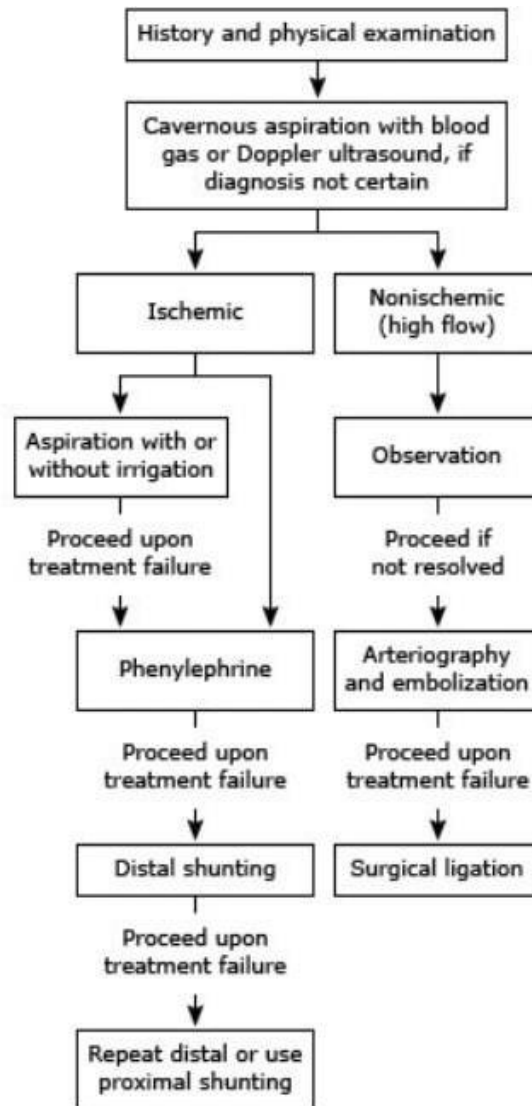 History and physical examination
Cavernous aspiration with blood
gas or Doppler ultrasound, if
diagnosis not certain
Ischemic
Nonischemic
(high flow)
Aspiration with or
without irrigation
Observation
Proceed upon
treatment failure
Proceed if
not resolved
Phenylephrine
Arteriography
and embolization
Proceed upon
treatment failure
Proceed upon
treatment failure
Distal shunting
Surgical ligation
Proceed upon
treatment failure
Repeat distal or use
proximal shunting